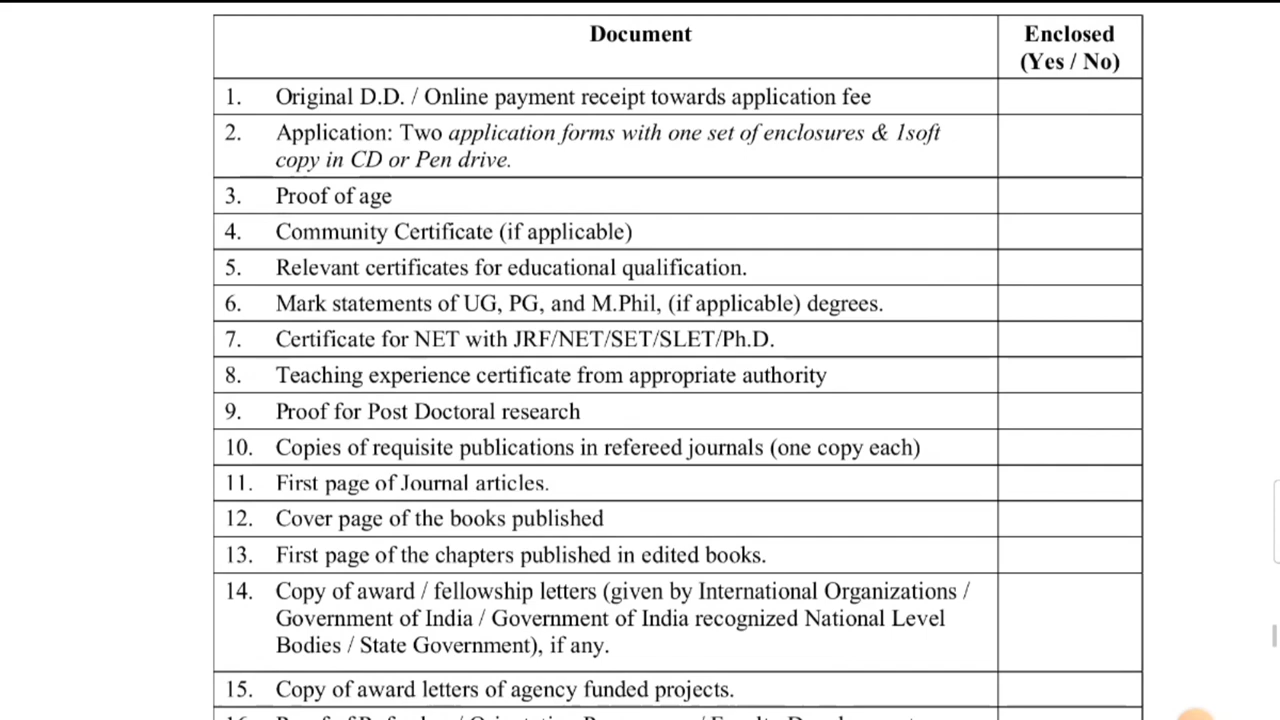 Document
Enclosed
(Yes / No)
1. Original D.D. / Online payment receipt towards application fee
2. Application: Two application forms with one set of enclosures & 1soft
copy in CD or Pen drive.
3. Proof of age
4. Community Certificate (if applicable)
5. Relevant certificates for educational qualification.
6. Mark statements of UG, PG, and M.Phil, (if applicable) degrees.
7. Certificate for NET with JRF/NET/SET/SLET/Ph.D.
8. Teaching experience certificate from appropriate authority
9. Proof for Post Doctoral research
10. Copies of requisite publications in refereed journals (one copy each)
11. First page of Journal articles.
12. Cover page of the books published
13. First page of the chapters published in edited books.
14. Copy of award / fellowship letters (given by International Organizations /
Government of India / Government of India recognized National Level
Bodies / State Government), if any.
15. Copy of award letters of agency funded projects.